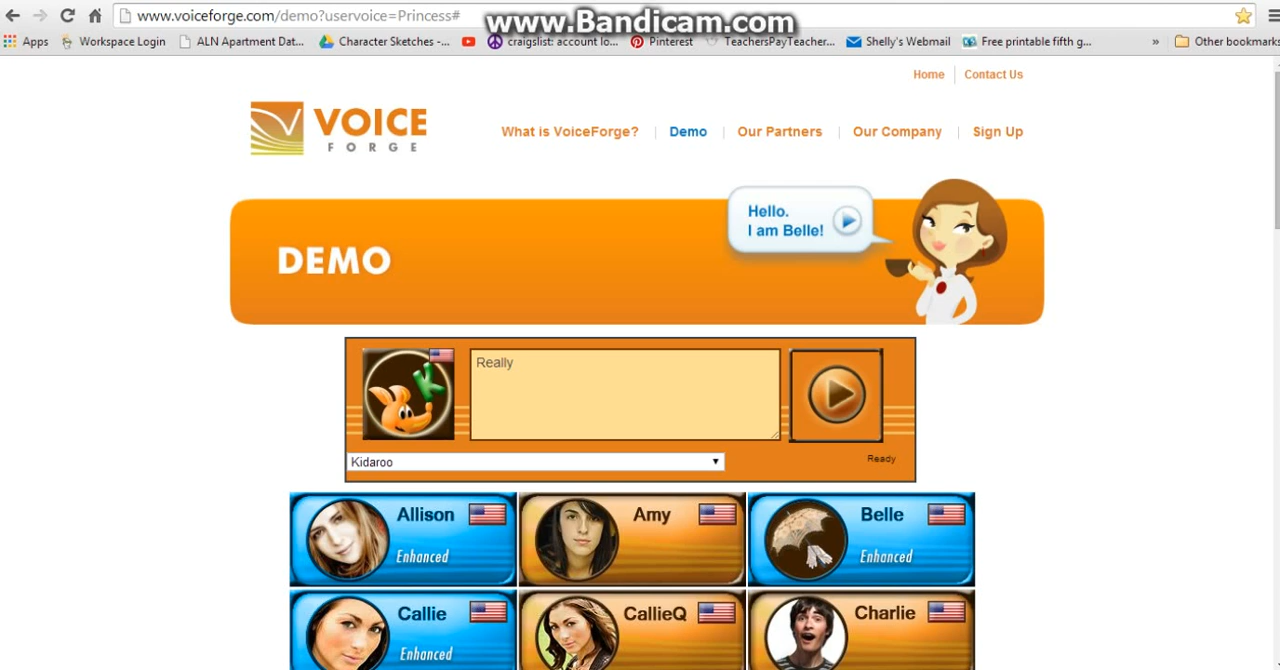 www.voiceforge.com/demo?uservoice=Princess#
www.Bandicam.com
Apps Workspace Login ALN Apartment Dat... Character Sketches -... craigslist: account lo... Pinterest TeachersPayTeacher... Shelly's Webmail Free printable fifth g... » Other bookmarks
Home Contact Us
VOICE
FORGE
What is VoiceForge? Demo Our Partners Our Company Sign Up
Hello.
I am Belle!
DEMO
Really
K
Kidaroo
Ready
Allison Amy Belle
Enhanced Enhanced
Callie CallieQ Charlie
Enhanced